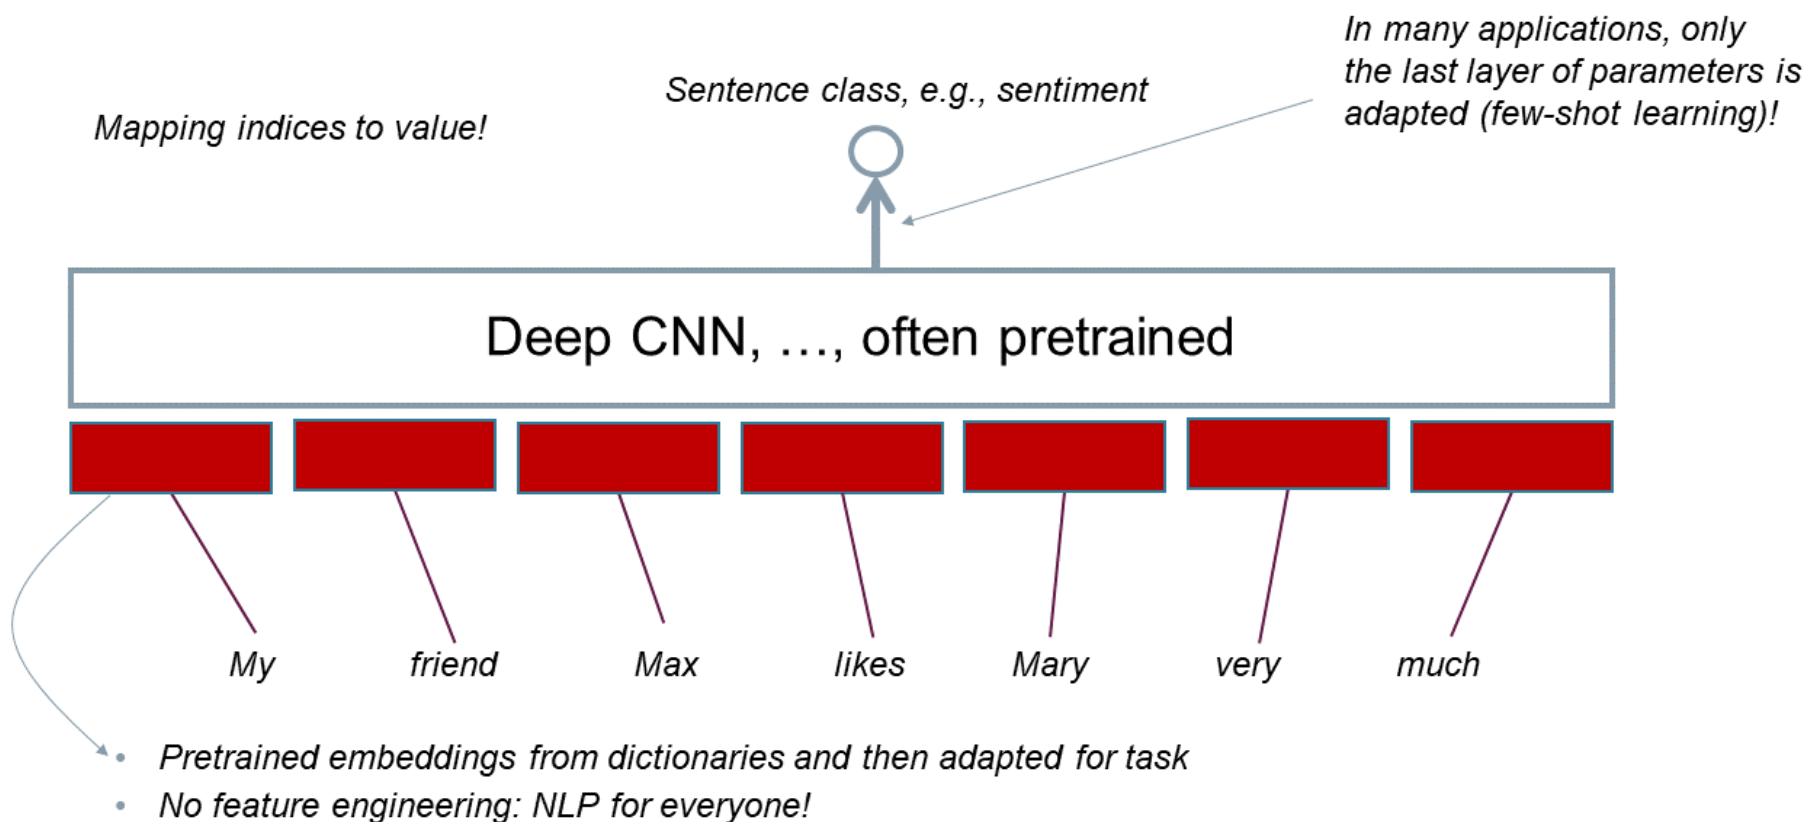 Mapping indices to value!
Sentence class, e.g., sentiment
In many applications, only
the last layer of parameters is
adapted (few-shot learning)!
Deep CNN, …, often pretrained
My friend Max likes Mary very much
• Pretrained embeddings from dictionaries and then adapted for task
• No feature engineering: NLP for everyone!